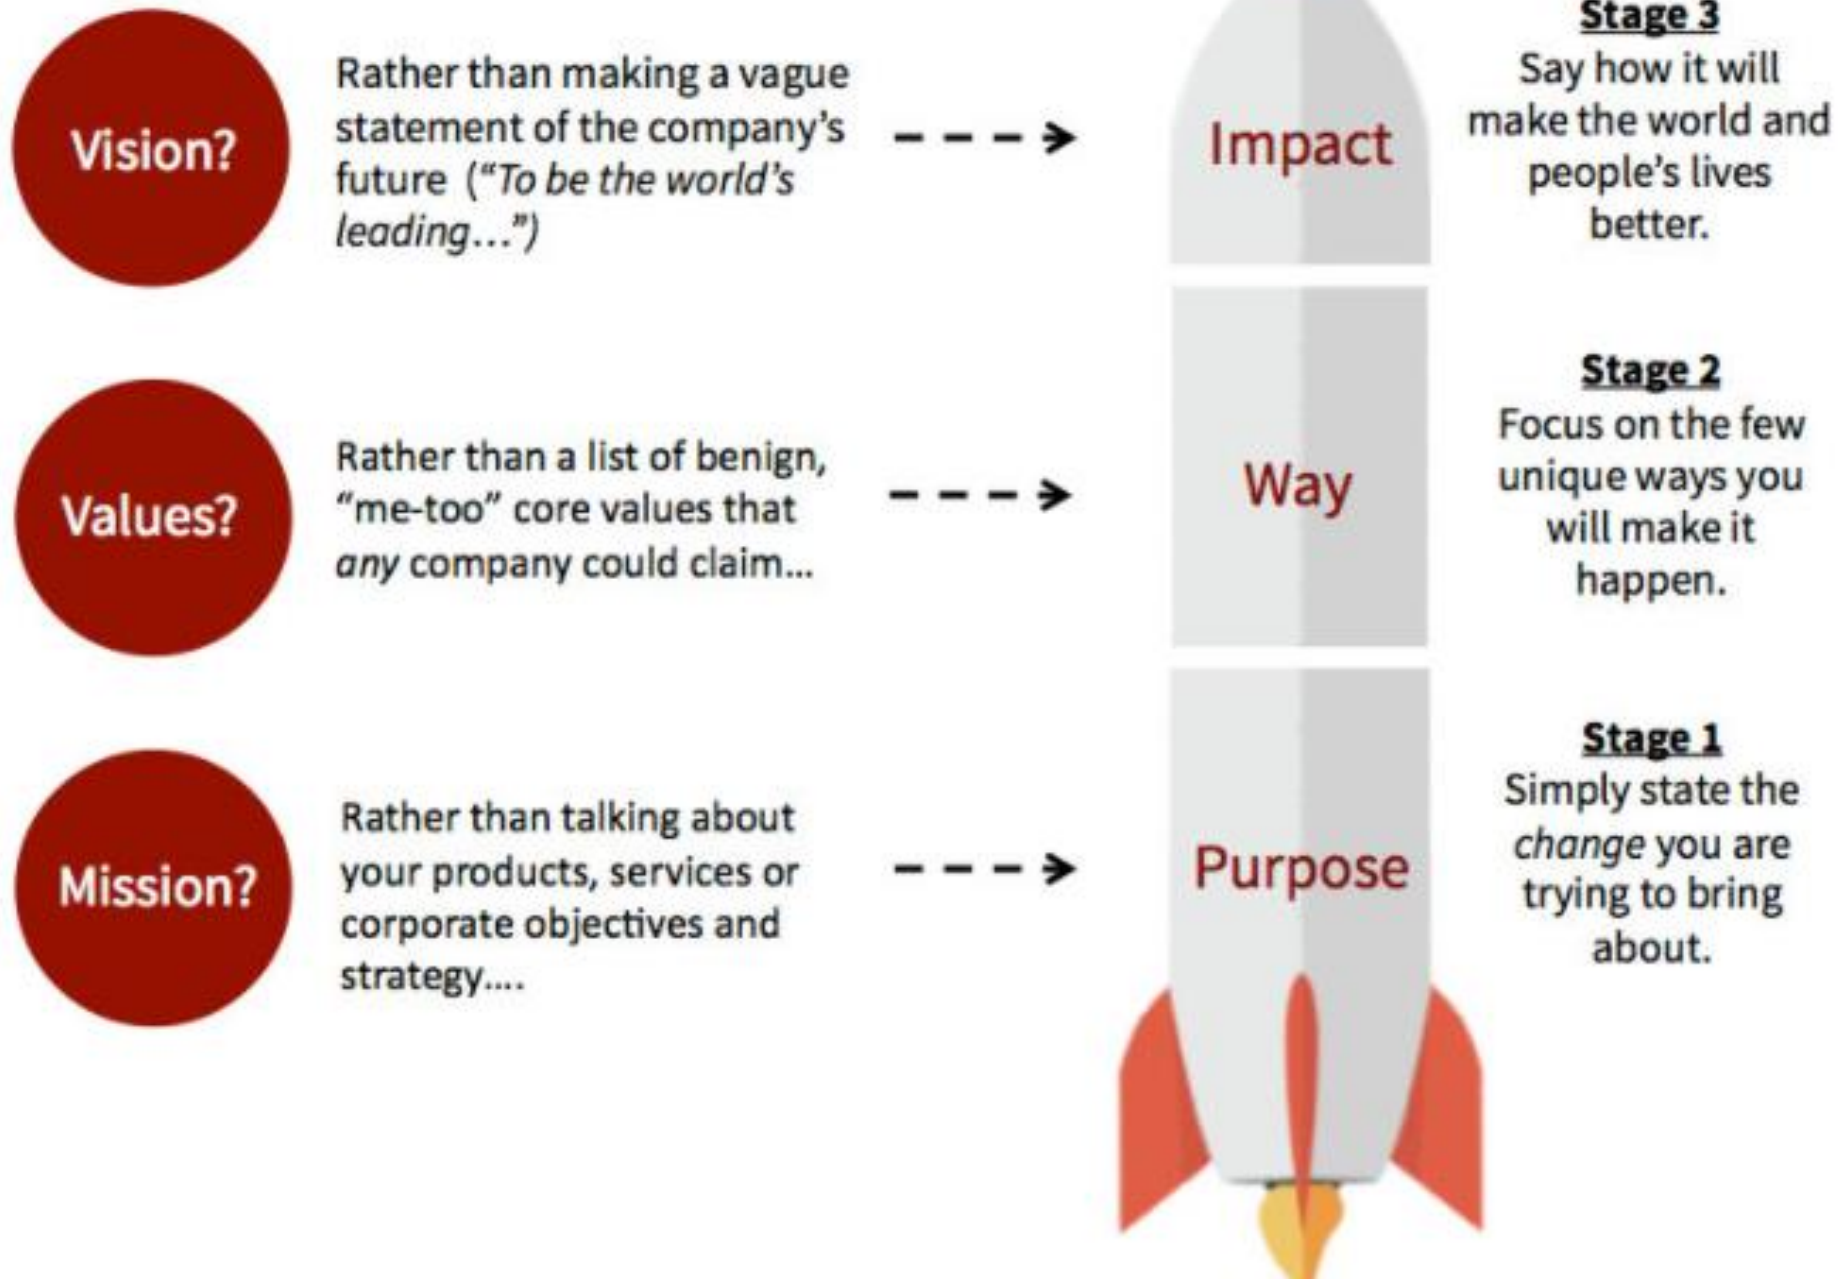 Vision?
Rather than making a vague
statement of the company's
future (“To be the world's
leading...”)
Impact
Stage 3
Say how it will
make the world and
people's lives
better.
Values?
Rather than a list of benign,
“me-too” core values that
any company could claim...
Way
Stage 2
Focus on the few
unique ways you
will make it
happen.
Mission?
Rather than talking about
your products, services or
corporate objectives and
strategy....
Purpose
Stage 1
Simply state the
change you are
trying to bring
about.